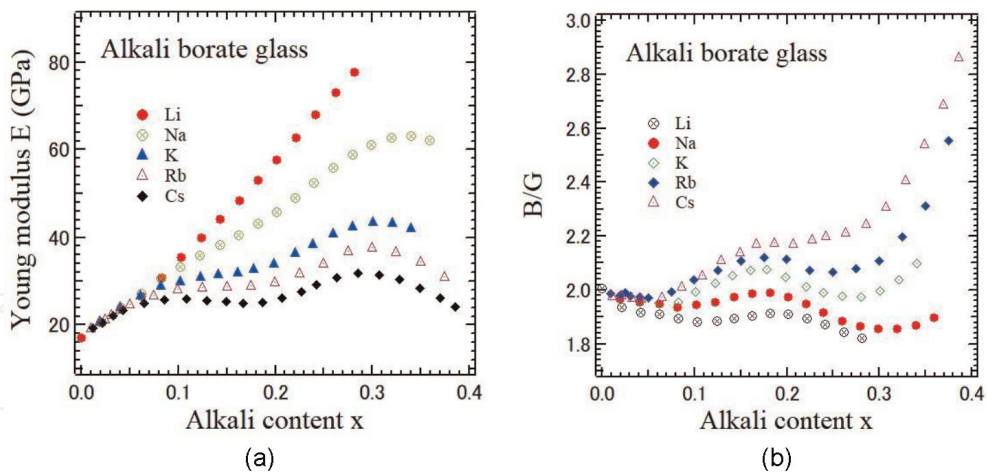 Alkali borate glass
Young modulus E (GPa)
80
60
40
20
Li
Na
K
Rb
Cs
0.0
0.1
0.2
0.3
0.4
Alkali content x
(a)
Alkali borate glass
B/G
3.0
2.8
2.6
2.4
2.2
2.0
1.8
Li
Na
K
Rb
Cs
0.0
0.1
0.2
0.3
0.4
Alkali content x
(b)